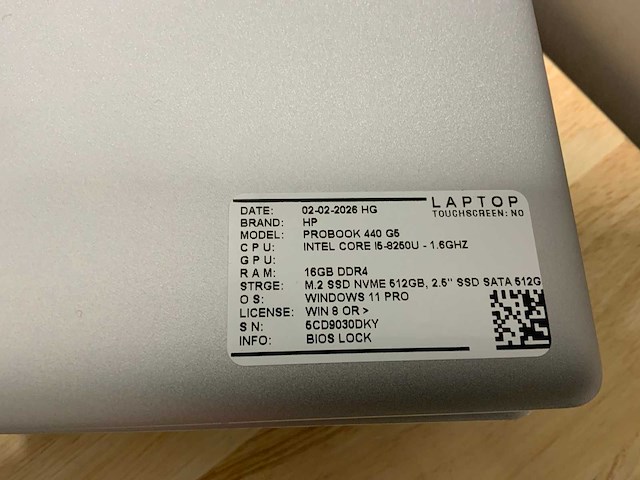 LAPTOP
TOUCHSCREEN: NO
DATE: 02-02-2026 HG
BRAND: HP
MODEL: PROBOOK 440 G5
CPU: INTEL CORE I5-8250U - 1.6GHZ
GPU:
RAM: 16GB DDR4
STRGE: M.2 SSD NVME 512GB, 2.5" SSD SATA 512G
OS: WINDOWS 11 PRO
LICENSE: WIN 8 OR >
SN: 5CD9030DKY
INFO: BIOS LOCK